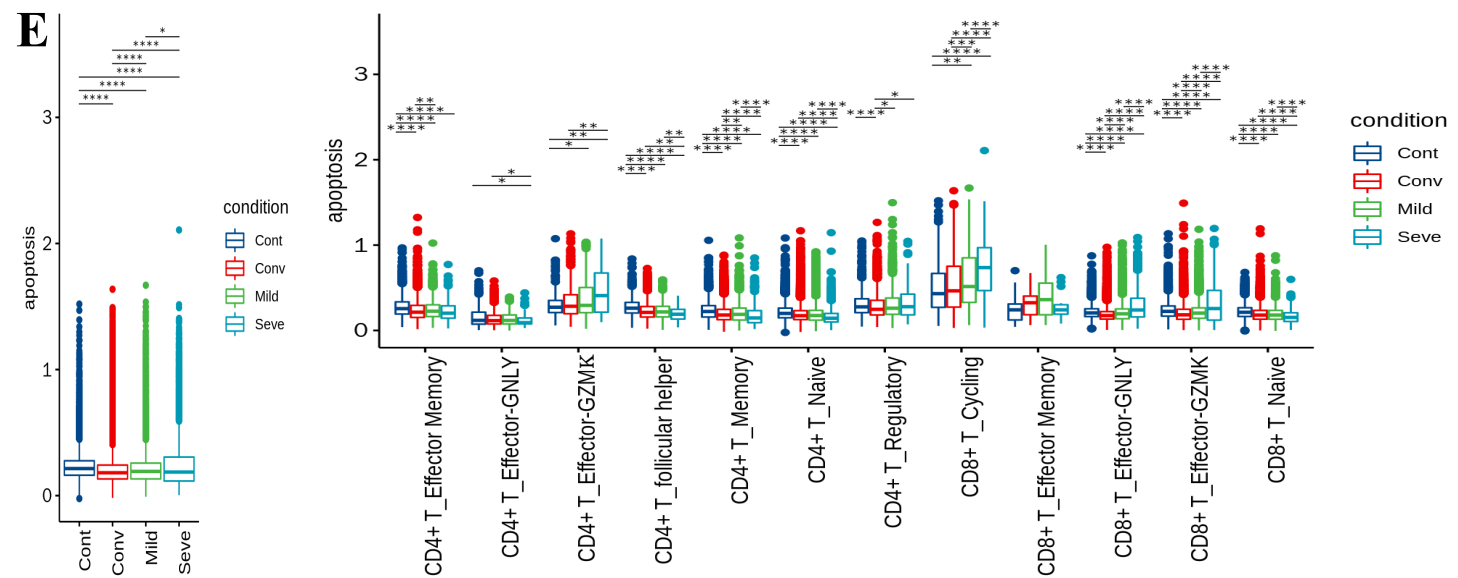 E
*
****
****
****
****
****
apoptosis
3
2
1
0
Cont
Conv
Mild
Seve
condition
Cont
Conv
Mild
Seve
apoptosis
3
2
1
0
**
****
****
****
*
*
**
**
*
**
****
****
****
****
****
**
****
****
****
****
****
****
****
*
*
****
****
****
***
****
**
****
****
****
****
****
****
****
****
****
****
****
****
****
****
CD4+ T_Effector Memory
CD4+ T_Effector-GNLY
CD4+ T_Effector-GZMK
CD4+ T_follicular helper
CD4+ T_Memory
CD4+ T_Naive
CD4+ T_Regulatory
CD8+ T_Cycling
CD8+ T_Effector Memory
CD8+ T_Effector-GNLY
CD8+ T_Effector-GZMK
CD8+ T_Naive
condition
Cont
Conv
Mild
Seve